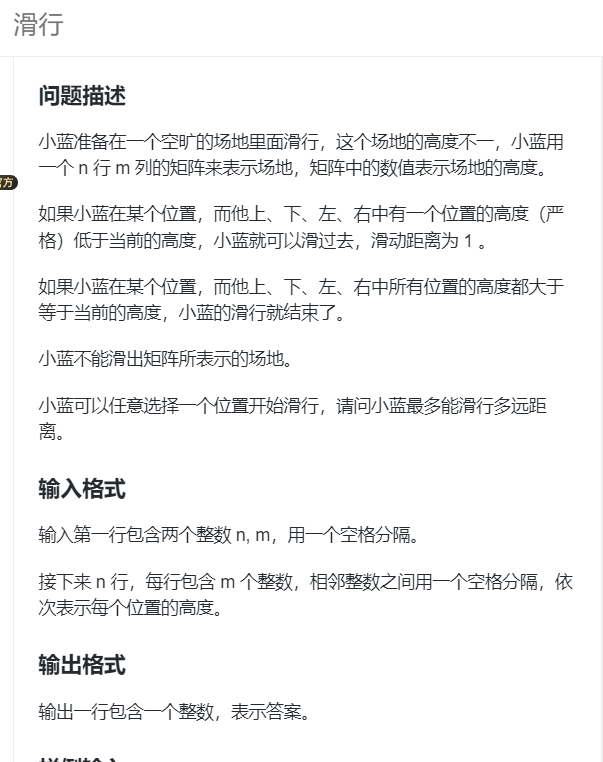 滑行
问题描述
小蓝准备在一个空旷的场地里面滑行，这个场地的高度不一，小蓝用
一个 n 行 m 列的矩阵来表示场地，矩阵中的数值表示场地的高度。
官方
如果小蓝在某个位置，而他上、下、左、右中有一个位置的高度（严
格）低于当前的高度，小蓝就可以滑过去，滑动距离为 1 。
如果小蓝在某个位置，而他上、下、左、右中所有位置的高度都大于
等于当前的高度，小蓝的滑行就结束了。
小蓝不能滑出矩阵所表示的场地。
小蓝可以任意选择一个位置开始滑行，请问小蓝最多能滑行多远距
离。
输入格式
输入第一行包含两个整数 n, m，用一个空格分隔。
接下来 n 行，每行包含 m 个整数，相邻整数之间用一个空格分隔，依
次表示每个位置的高度。
输出格式
输出一行包含一个整数，表示答案。